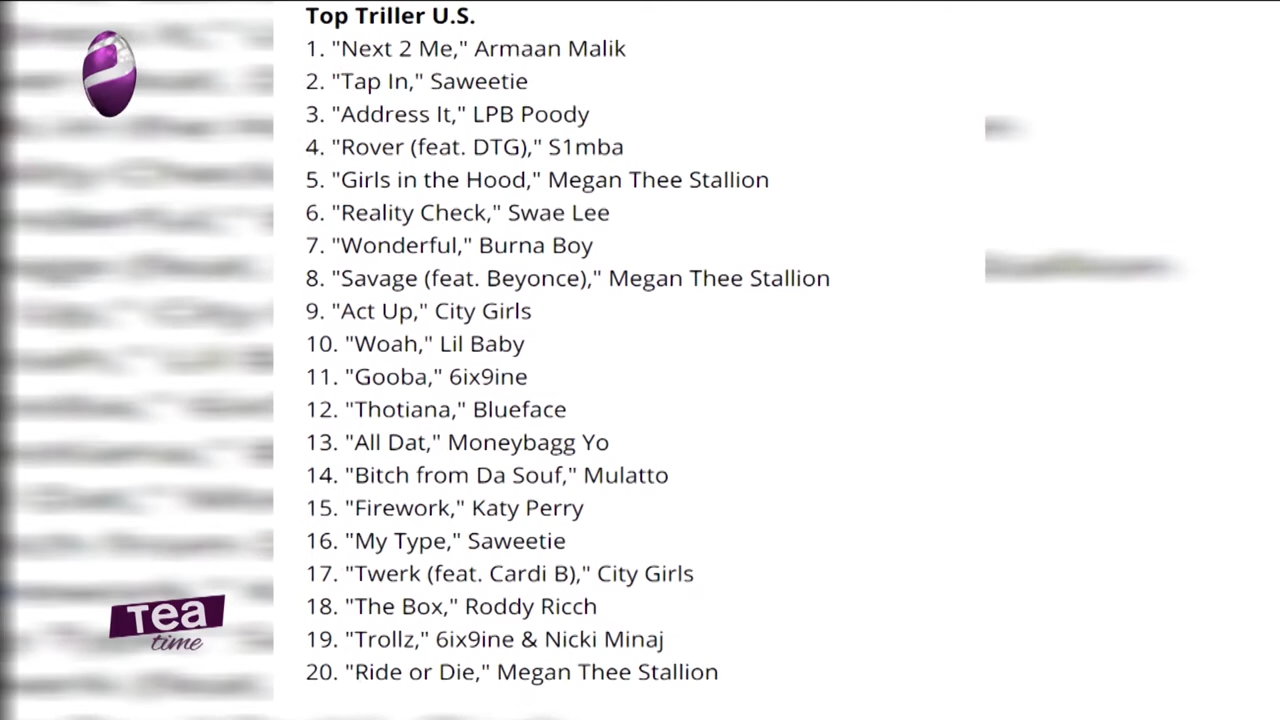 Top Triller U.S.
1. "Next 2 Me," Armaan Malik
2. "Tap In," Saweetie
3. "Address It," LPB Poody
4. "Rover (feat. DTG)," S1mba
5. "Girls in the Hood," Megan Thee Stallion
6. "Reality Check," Swae Lee
7. "Wonderful," Burna Boy
8. "Savage (feat. Beyonce)," Megan Thee Stallion
9. "Act Up," City Girls
10. "Woah," Lil Baby
11. "Gooba," 6ix9ine
12. "Thotiana," Blueface
13. "All Dat," Moneybagg Yo
14. "Bitch from Da Souf," Mulatto
15. "Firework," Katy Perry
16. "My Type," Saweetie
17. "Twerk (feat. Cardi B)," City Girls
18. "The Box," Roddy Ricch
19. "Trollz," 6ix9ine & Nicki Minaj
20. "Ride or Die," Megan Thee Stallion
Tea
time